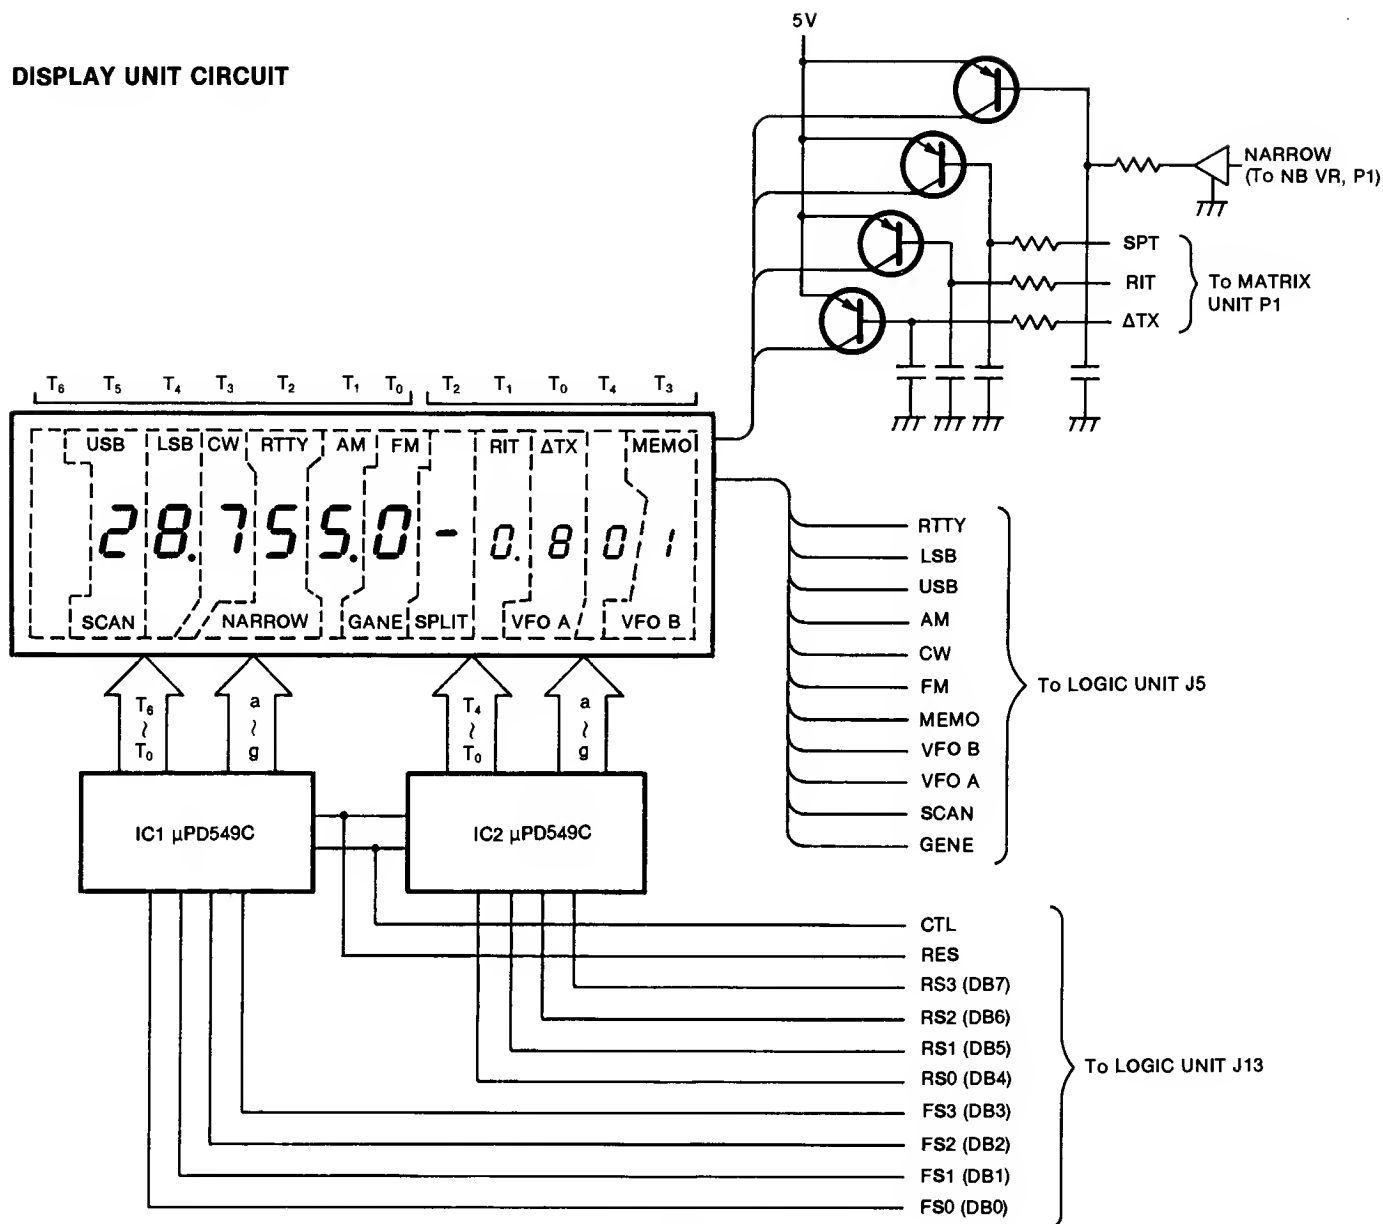 DISPLAY UNIT CIRCUIT
5V
NARROW
(To NB VR, P1)
SPT
RIT
ΔTX
To MATRIX
UNIT P1
T6 T5 T4 T3 T2 T1 T0 T2 T1 T0 T4 T3
USB LSB CW RTTY AM FM RIT ΔTX MEMO
28.755.0 - 0.80 1
SCAN NARROW GANE SPLIT VFO A VFO B
T6
~
T0
a
~
g
T4
~
T0
a
~
g
IC1 μPD549C
IC2 μPD549C
RTTY
LSB
USB
AM
CW
FM
MEMO
VFO B
VFO A
SCAN
GENE
To LOGIC UNIT J5
CTL
RES
RS3 (DB7)
RS2 (DB6)
RS1 (DB5)
RS0 (DB4)
FS3 (DB3)
FS2 (DB2)
FS1 (DB1)
FS0 (DB0)
To LOGIC UNIT J13